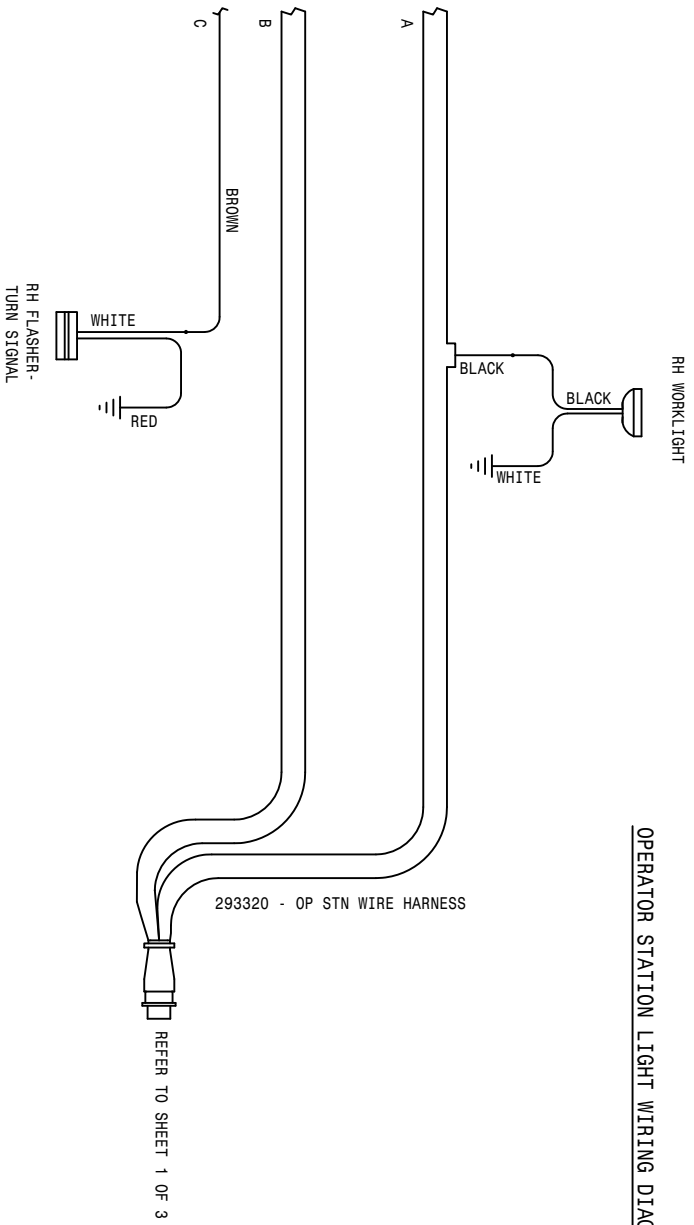 OPERATOR STATION LIGHT WIRING DIAG
RH WORKLIGHT
BLACK
BLACK
WHITE
A
B
C
BROWN
WHITE
RED
RH FLASHER-
TURN SIGNAL
293320 - OP STN WIRE HARNESS
REFER TO SHEET 1 OF 3